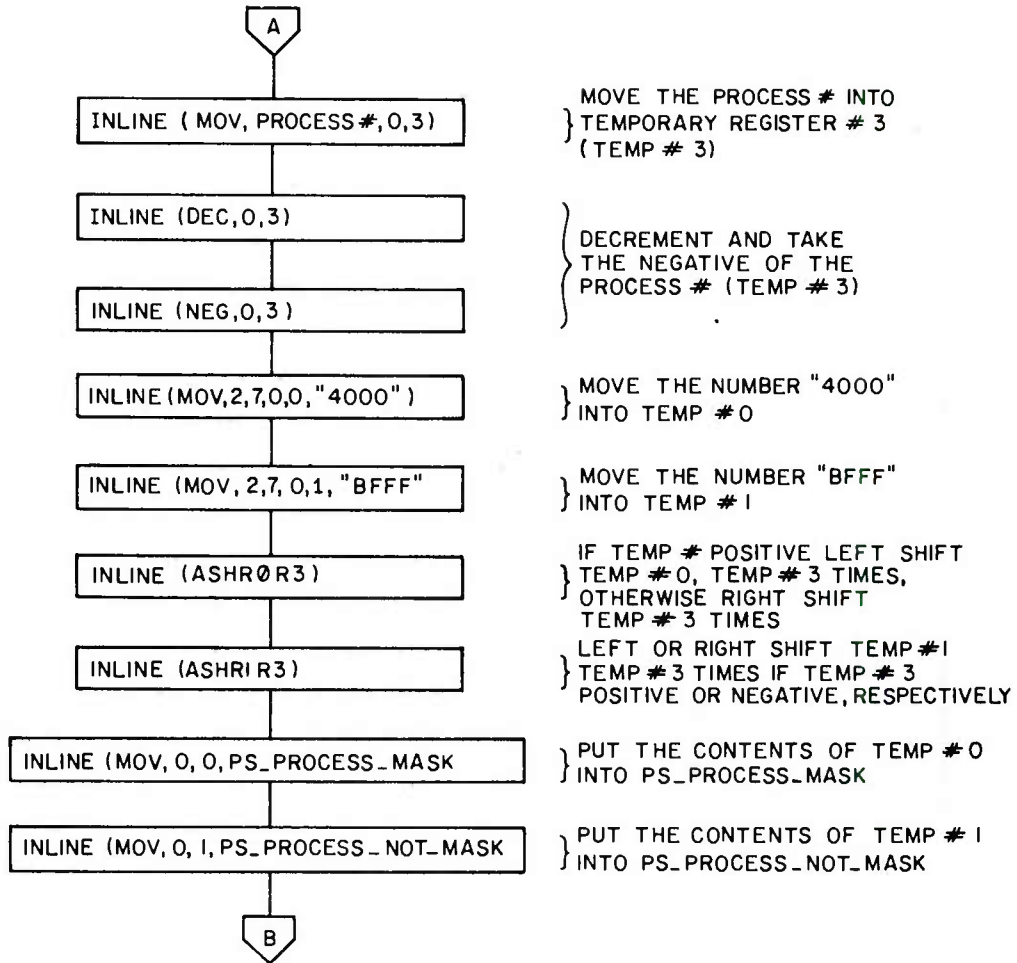 A
INLINE ( MOV, PROCESS #, 0,3)
MOVE THE PROCESS # INTO
TEMPORARY REGISTER # 3
(TEMP # 3)
INLINE (DEC,0,3)
INLINE (NEG,0,3)
DECREMENT AND TAKE
THE NEGATIVE OF THE
PROCESS # (TEMP # 3)
INLINE (MOV,2,7,0,0,"4000")
MOVE THE NUMBER "4000"
INTO TEMP #0
INLINE (MOV, 2,7, 0,1, "BFFF"
MOVE THE NUMBER "BFFF"
INTO TEMP #1
INLINE (ASHRØR3)
IF TEMP # POSITIVE LEFT SHIFT
TEMP #0, TEMP #3 TIMES,
OTHERWISE RIGHT SHIFT
TEMP #3 TIMES
INLINE (ASHR1R3)
LEFT OR RIGHT SHIFT TEMP #1
TEMP #3 TIMES IF TEMP #3
POSITIVE OR NEGATIVE, RESPECTIVELY
INLINE (MOV, 0, 0, PS_PROCESS_MASK
PUT THE CONTENTS OF TEMP #0
INTO PS_PROCESS_MASK
INLINE (MOV, 0, 1, PS_PROCESS_NOT_MASK
PUT THE CONTENTS OF TEMP # 1
INTO PS_PROCESS_NOT_MASK
B